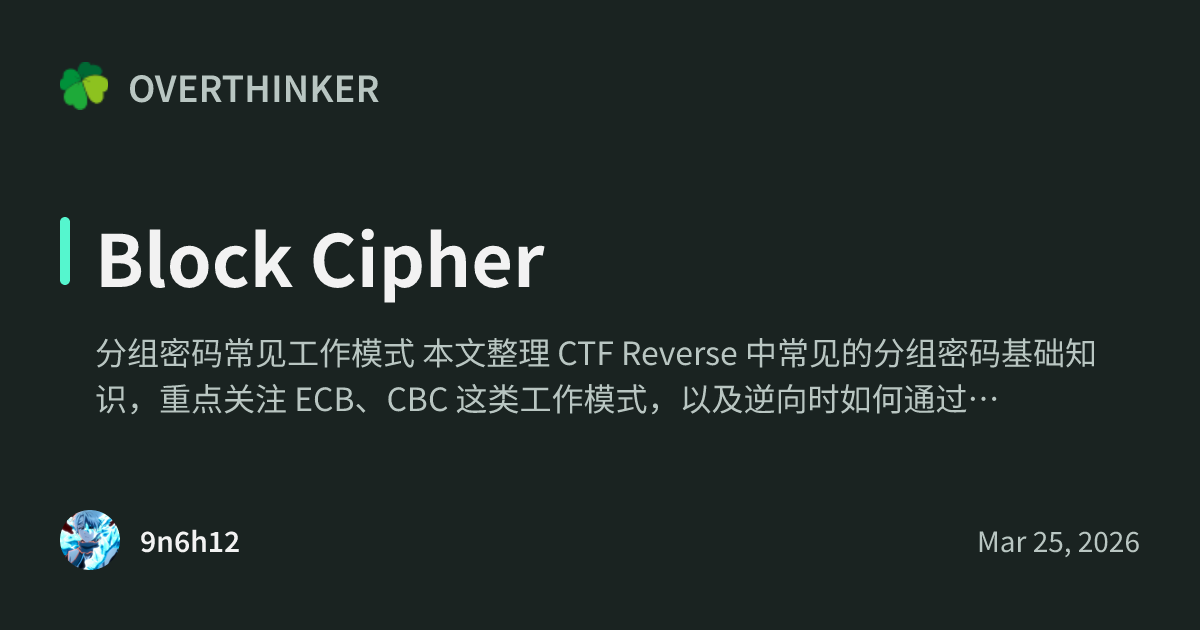 OVERTHINKER
Block Cipher
分组密码常见工作模式 本文整理 CTF Reverse 中常见的分组密码基础知
识，重点关注 ECB、CBC 这类工作模式，以及逆向时如何通过…
9n6h12
Mar 25, 2026